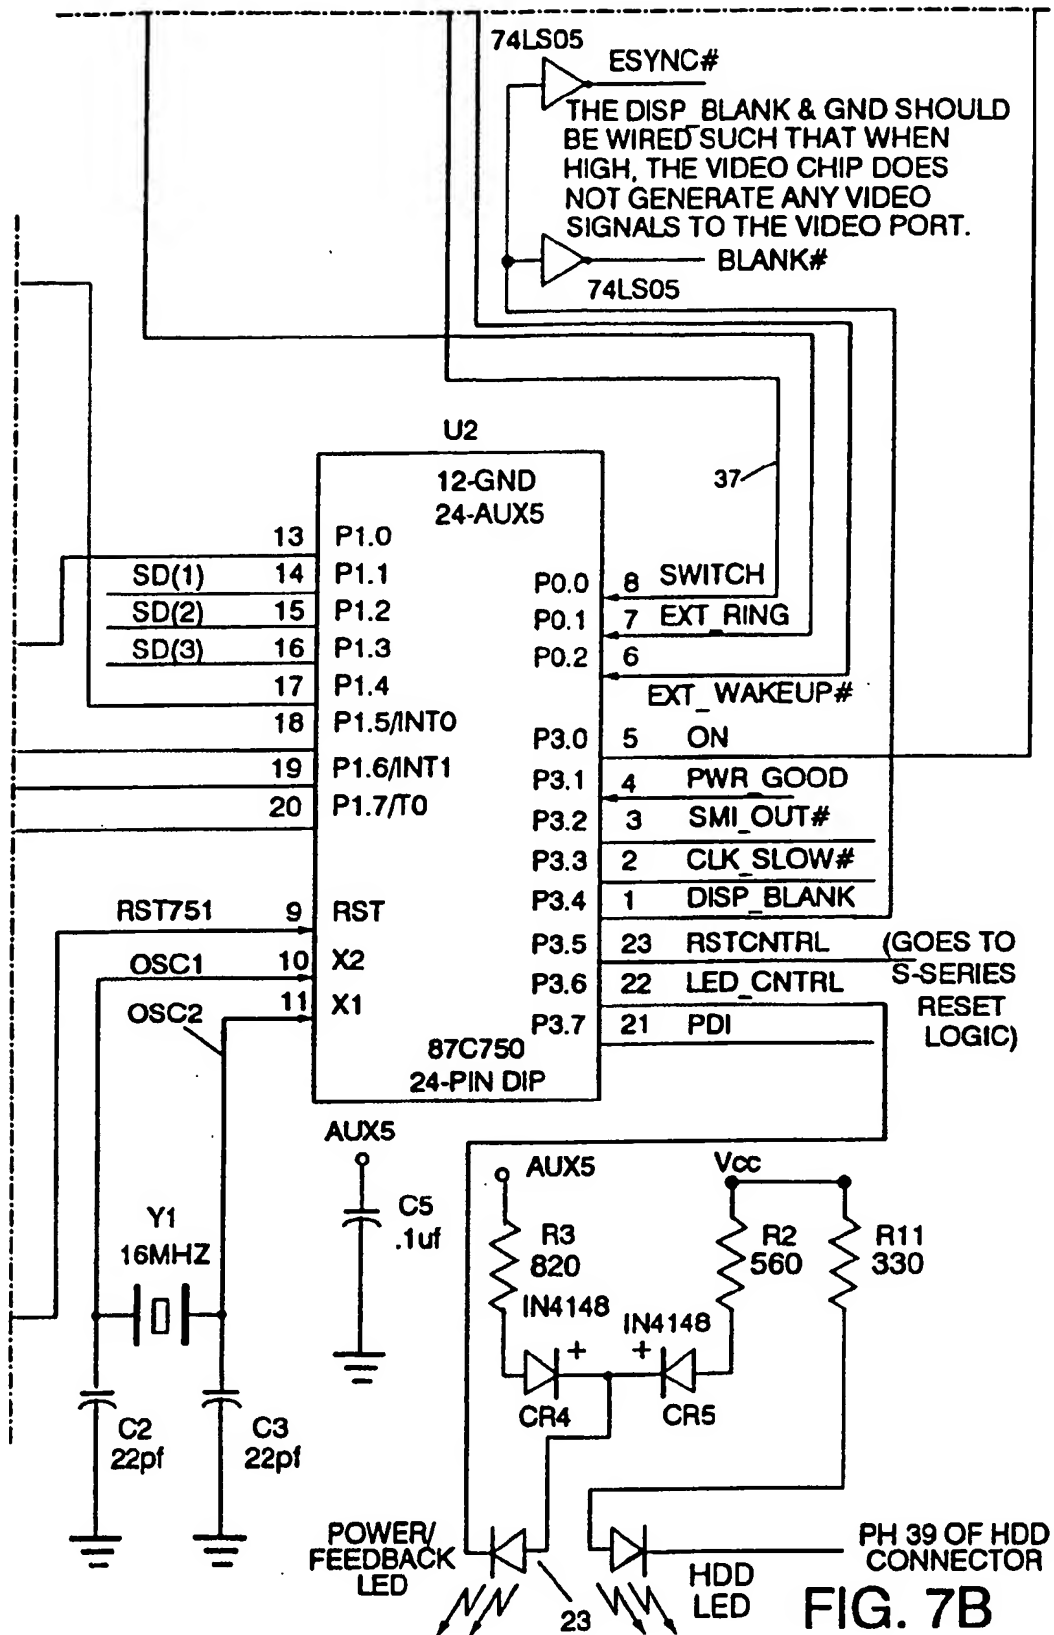 74LS05
ESYNC#
THE DISP_BLANK & GND SHOULD
BE WIRED SUCH THAT WHEN
HIGH, THE VIDEO CHIP DOES
NOT GENERATE ANY VIDEO
SIGNALS TO THE VIDEO PORT.
BLANK#
74LS05
U2
12-GND
24-AUX5
37
13 P1.0
SD(1) 14 P1.1
SD(2) 15 P1.2
SD(3) 16 P1.3
17 P1.4
18 P1.5/INT0
19 P1.6/INT1
20 P1.7/T0
P0.0 8 SWITCH
P0.1 7 EXT_RING
P0.2 6
EXT_WAKEUP#
P3.0 5 ON
P3.1 4 PWR_GOOD
P3.2 3 SMI_OUT#
P3.3 2 CLK_SLOW#
P3.4 1 DISP_BLANK
P3.5 23 RSTCNTRL
P3.6 22 LED_CNTRL
P3.7 21 PDI
(GOES TO
S-SERIES
RESET
LOGIC)
RST751 9 RST
OSC1 10 X2
OSC2 11 X1
87C750
24-PIN DIP
AUX5
C5
.1uf
AUX5
Vcc
R3
820
R2
560
R11
330
IN4148
IN4148
+
+
CR4
CR5
Y1
16MHZ
C2
22pf
C3
22pf
POWER/
FEEDBACK
LED
23
HDD
LED
PH 39 OF HDD
CONNECTOR
FIG. 7B